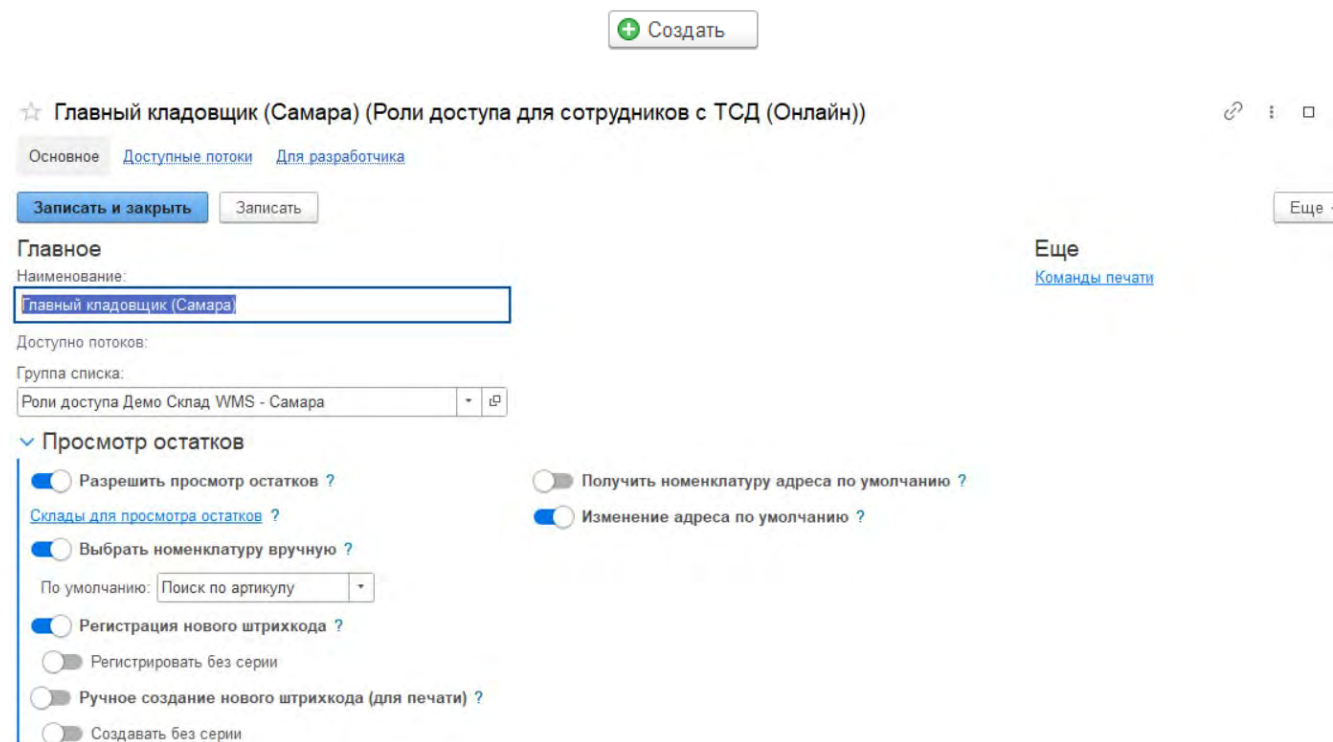 Создать
Главный кладовщик (Самара) (Роли доступа для сотрудников с ТСД (Онлайн))
Основное Доступные потоки Для разработчика
Записать и закрыть Записать Еще
Главное Еще
Наименование: Команды печати
Главный кладовщик (Самара)
Доступно потоков:
Группа списка:
Роли доступа Демо Склад WMS - Самара
Просмотр остатков
Разрешить просмотр остатков ? Получить номенклатуру адреса по умолчанию ?
Склады для просмотра остатков ? Изменение адреса по умолчанию ?
Выбрать номенклатуру вручную ?
По умолчанию: Поиск по артикулу
Регистрация нового штрихкода ?
Регистрировать без серии
Ручное создание нового штрихкода (для печати) ?
Создавать без серии